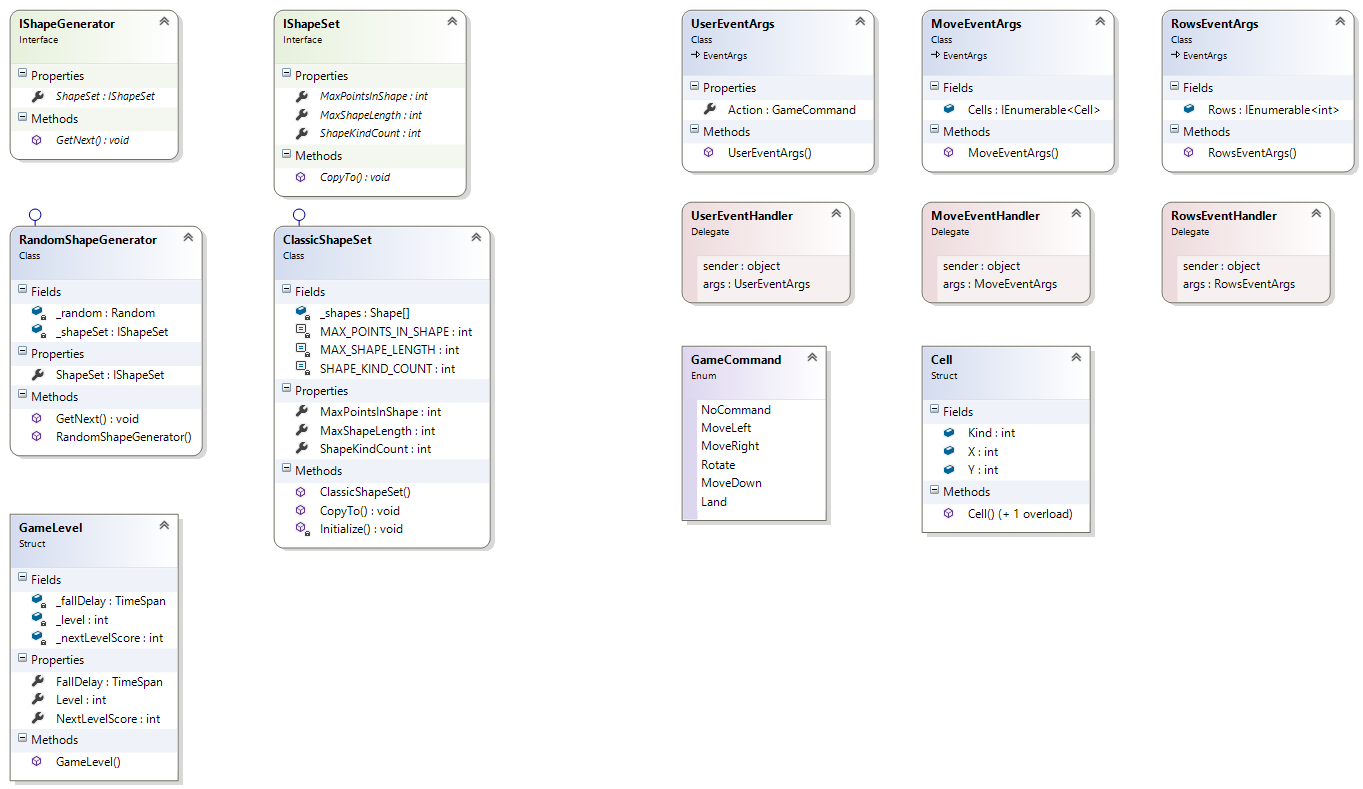 IShapeGenerator
Interface
Properties
ShapeSet : IShapeSet
Methods
GetNext() : void
IShapeSet
Interface
Properties
MaxPointsInShape : int
MaxShapeLength : int
ShapeKindCount : int
Methods
CopyTo() : void
UserEventArgs
Class
EventArgs
Properties
Action : GameCommand
Methods
UserEventArgs()
MoveEventArgs
Class
EventArgs
Fields
Cells : IEnumerable<Cell>
Methods
MoveEventArgs()
RowsEventArgs
Class
EventArgs
Fields
Rows : IEnumerable<int>
Methods
RowsEventArgs()
RandomShapeGenerator
Class
Fields
_random : Random
_shapeSet : IShapeSet
Properties
ShapeSet : IShapeSet
Methods
GetNext() : void
RandomShapeGenerator()
ClassicShapeSet
Class
Fields
_shapes : Shape[]
MAX_POINTS_IN_SHAPE : int
MAX_SHAPE_LENGTH : int
SHAPE_KIND_COUNT : int
Properties
MaxPointsInShape : int
MaxShapeLength : int
ShapeKindCount : int
Methods
ClassicShapeSet()
CopyTo() : void
Initialize() : void
UserEventHandler
Delegate
sender : object
args : UserEventArgs
MoveEventHandler
Delegate
sender : object
args : MoveEventArgs
RowsEventHandler
Delegate
sender : object
args : RowsEventArgs
GameCommand
Enum
NoCommand
MoveLeft
MoveRight
Rotate
MoveDown
Land
Cell
Struct
Fields
Kind : int
X : int
Y : int
Methods
Cell() (+ 1 overload)
GameLevel
Struct
Fields
_fallDelay : TimeSpan
_level : int
_nextLevelScore : int
Properties
FallDelay : TimeSpan
Level : int
NextLevelScore : int
Methods
GameLevel()